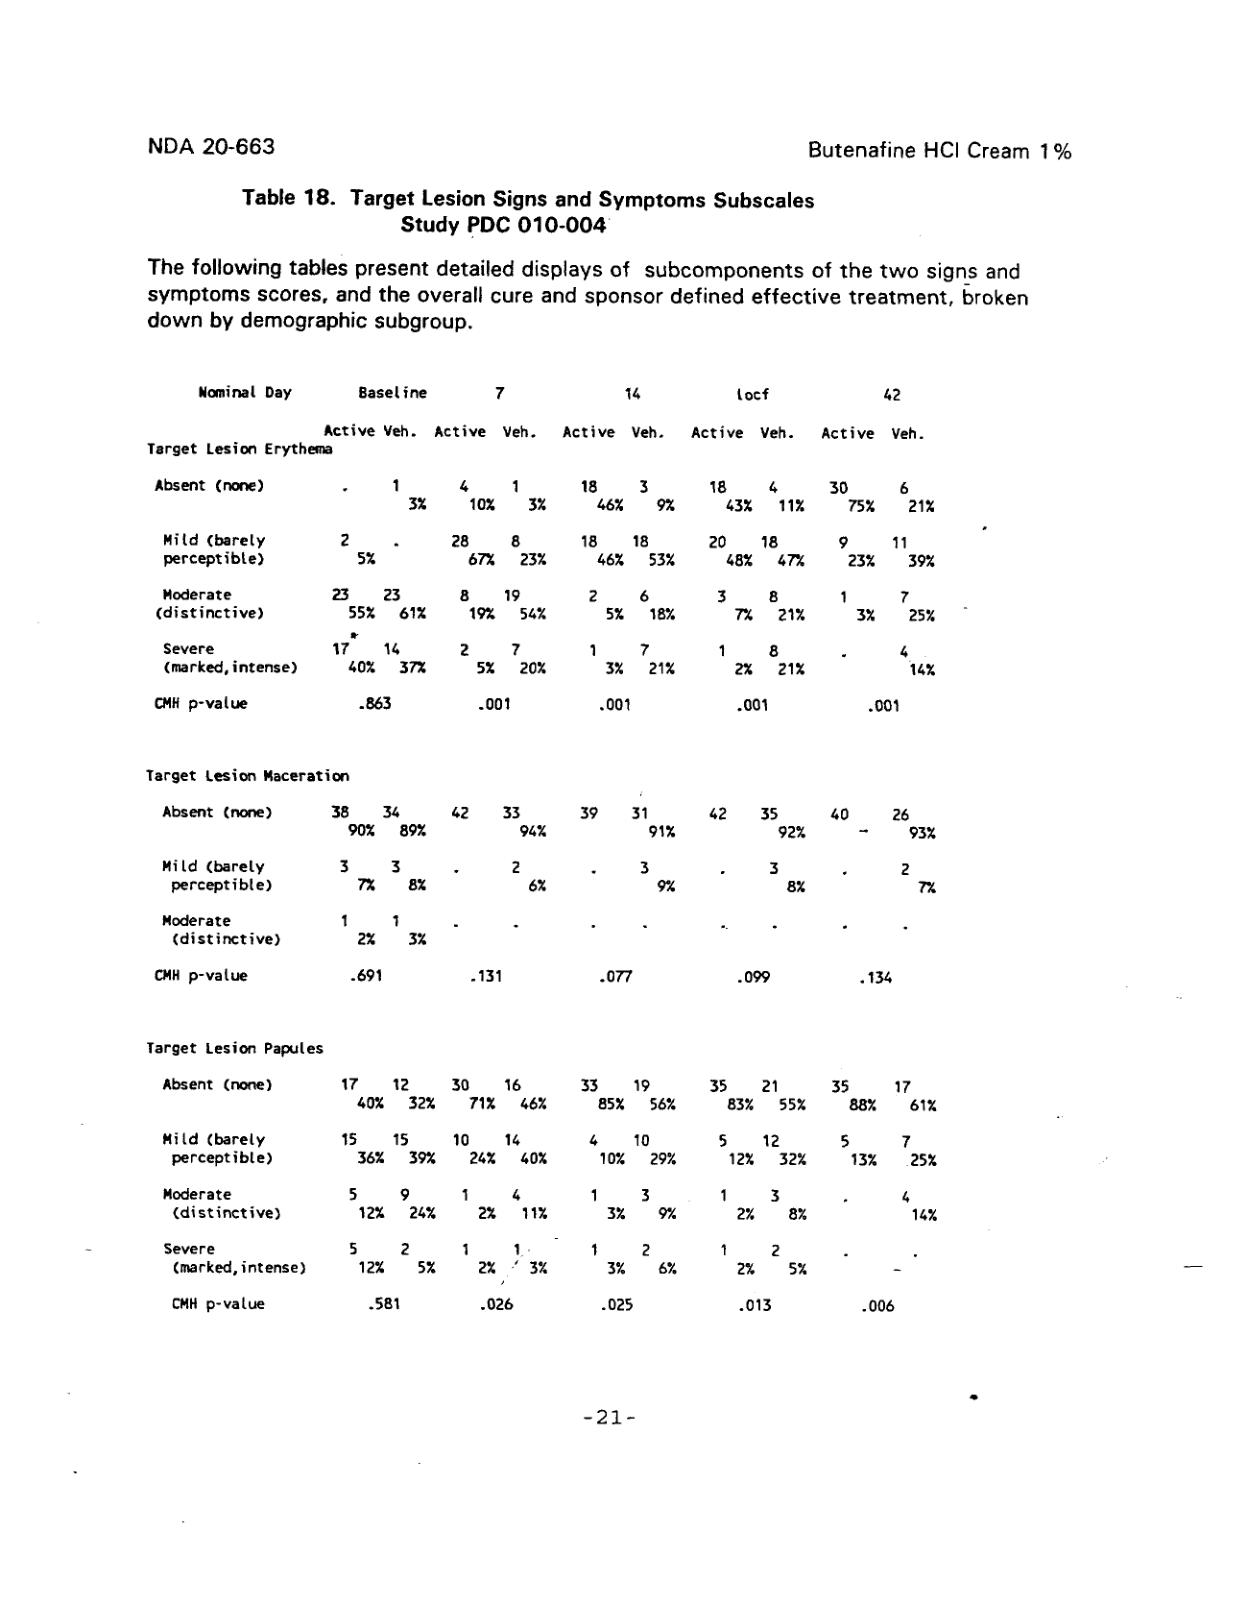 NDA 20-663 Butenafine HCl Cream 1%
Table 18. Target Lesion Signs and Symptoms Subscales
Study PDC 010-004
The following tables present detailed displays of subcomponents of the two signs and
symptoms scores, and the overall cure and sponsor defined effective treatment, broken
down by demographic subgroup.
Nominal Day Baseline 7 14 locf 42
Active Veh. Active Veh. Active Veh. Active Veh. Active Veh.
Target Lesion Erythema
Absent (none) . 1 4 1 18 3 18 4 30 6
3% 10% 3% 46% 9% 43% 11% 75% 21%
Mild (barely 2 . 28 8 18 18 20 18 9 11
perceptible) 5% 67% 23% 46% 53% 48% 47% 23% 39%
Moderate 23 23 8 19 2 6 3 8 1 7
(distinctive) 55% 61% 19% 54% 5% 18% 7% 21% 3% 25%
Severe 17 14 2 7 1 7 1 8 . 4
(marked,intense) 40% 37% 5% 20% 3% 21% 2% 21% 14%
CMH p-value .863 .001 .001 .001 .001
Target Lesion Maceration
Absent (none) 38 34 42 33 39 31 42 35 40 26
90% 89% 94% 91% 92% 93%
Mild (barely 3 3 . 2 . 3 . 3 . 2
perceptible) 7% 8% 6% 9% 8% 7%
Moderate 1 1 . . . . . . . .
(distinctive) 2% 3%
CMH p-value .691 .131 .077 .099 .134
Target Lesion Papules
Absent (none) 17 12 30 16 33 19 35 21 35 17
40% 32% 71% 46% 85% 56% 83% 55% 88% 61%
Mild (barely 15 15 10 14 4 10 5 12 5 7
perceptible) 36% 39% 24% 40% 10% 29% 12% 32% 13% 25%
Moderate 5 9 1 4 1 3 1 3 . 4
(distinctive) 12% 24% 2% 11% 3% 9% 2% 8% 14%
Severe 5 2 1 1 1 2 1 2 . .
(marked,intense) 12% 5% 2% 3% 3% 6% 2% 5%
CMH p-value .581 .026 .025 .013 .006
-21-